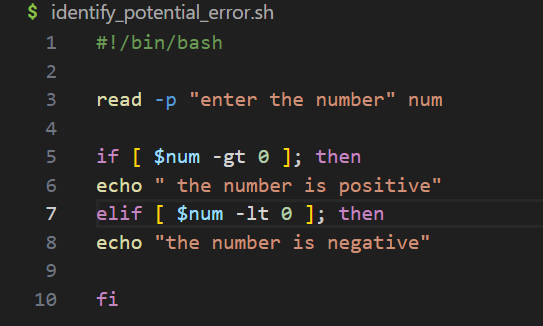 $ identify_potential_error.sh
1 #!/bin/bash
2
3 read -p "enter the number" num
4
5 if [ $num -gt 0 ]; then
6 echo " the number is positive"
7 elif [ $num -lt 0 ]; then
8 echo "the number is negative"
9
10 fi